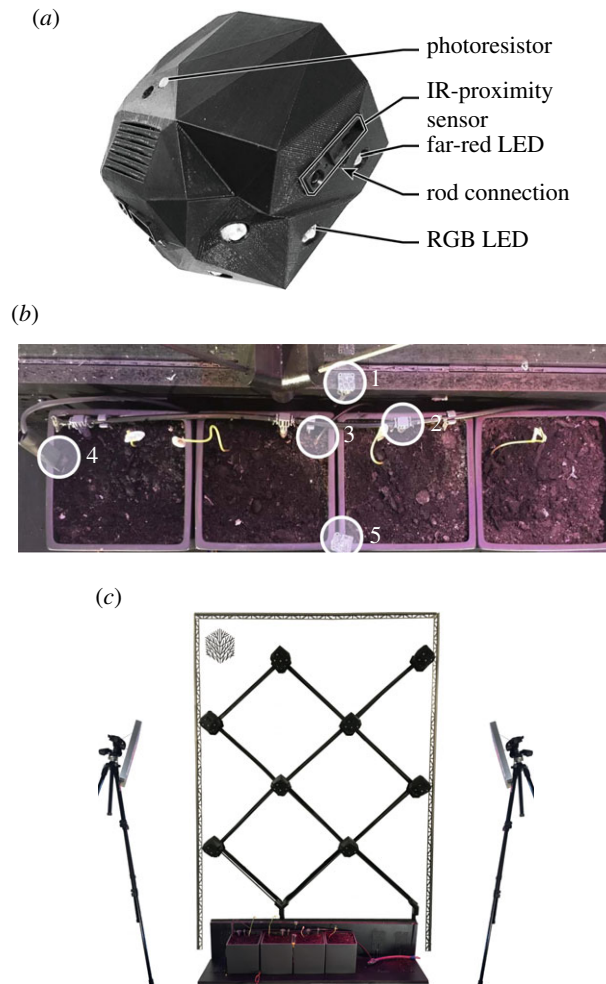 (a)
photoresistor
IR-proximity
sensor
far-red LED
rod connection
RGB LED
(b)
1
2
3
4
5
(c)